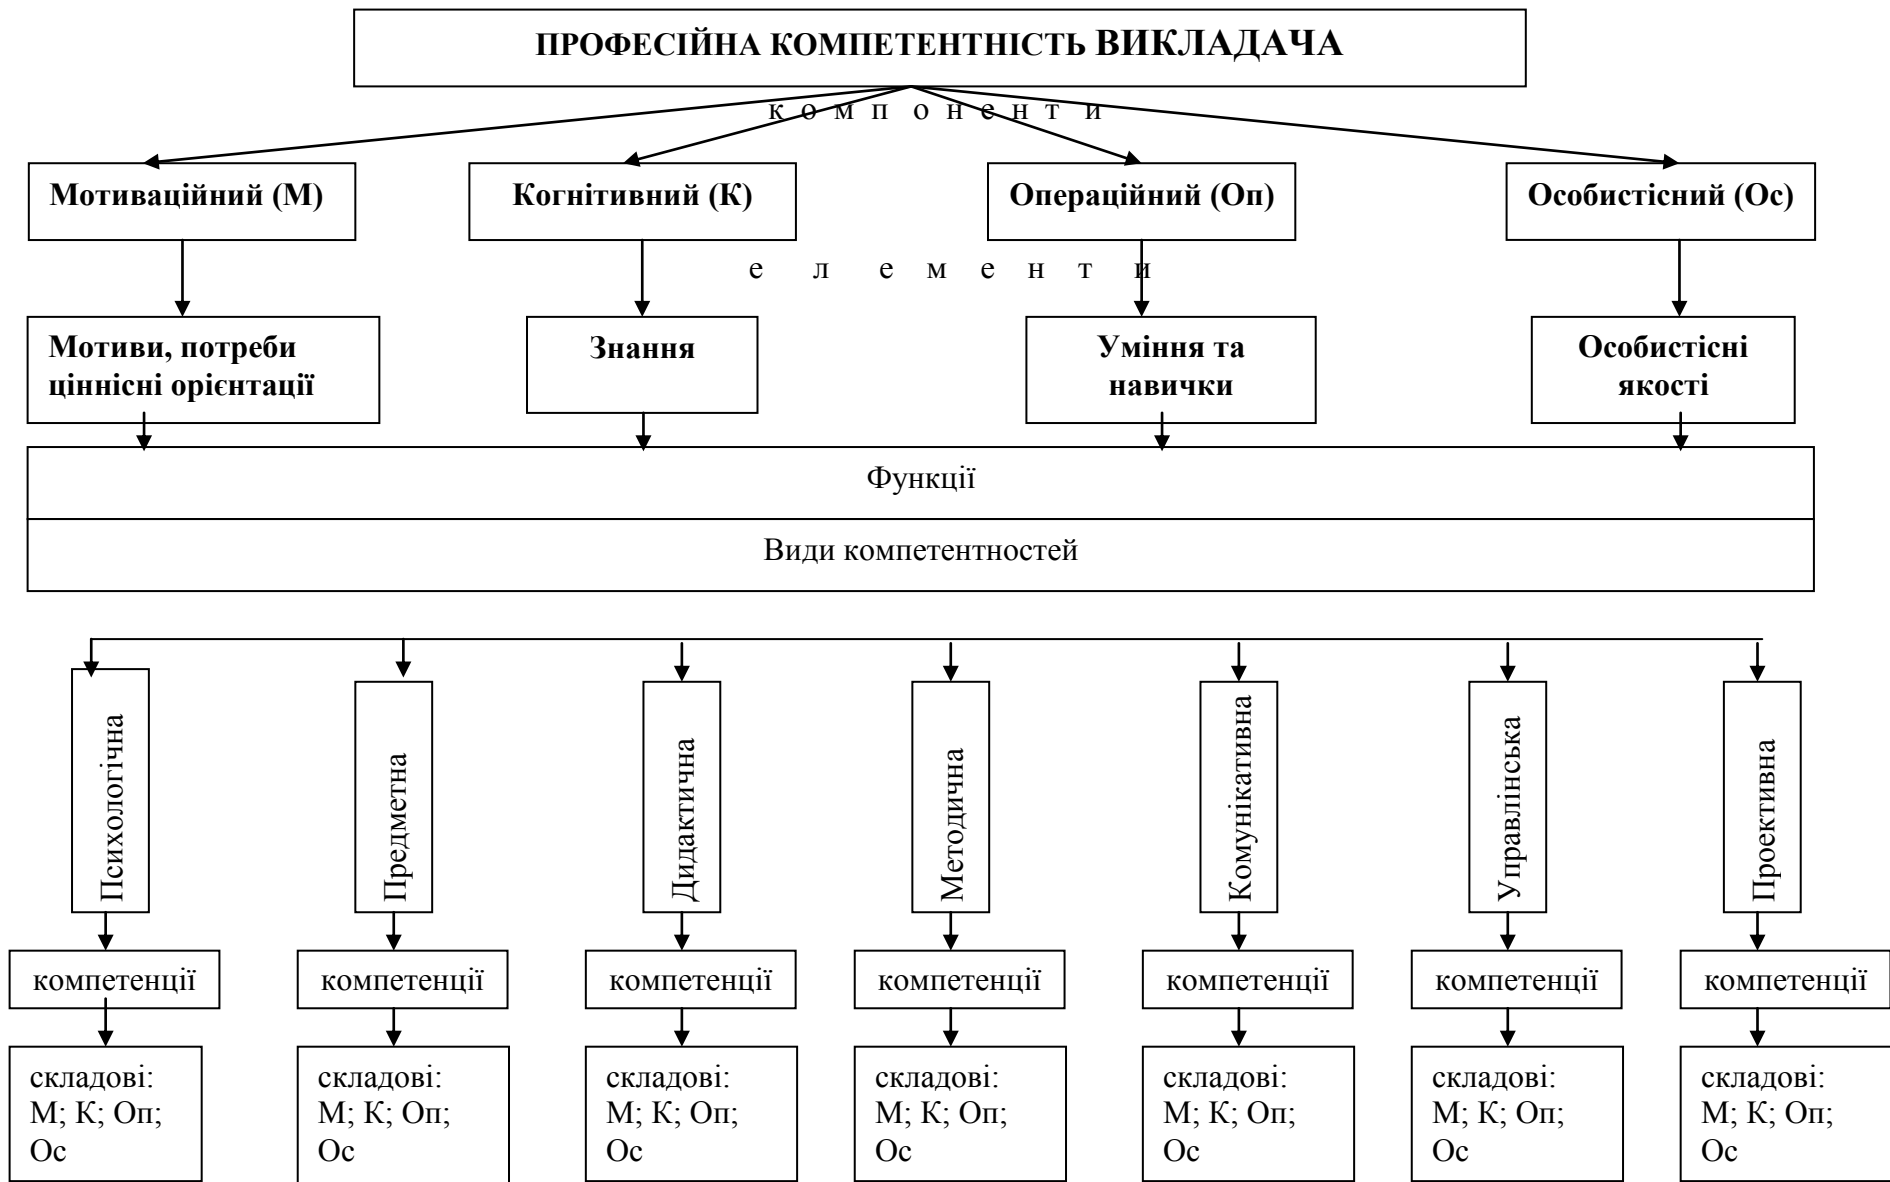 ПРОФЕСІЙНА КОМПЕТЕНТНІСТЬ ВИКЛАДАЧА
к о м п о н е н т и
Мотиваційний (М)
Когнітивний (К)
Операційний (Оп)
Особистісний (Ос)
е л е м е н т и
Мотиви, потреби
ціннісні орієнтації
Знання
Уміння та
навички
Особистісні
якості
Функції
Види компетентностей
Психологічна
Предметна
Дидактична
Методична
Комунікативна
Управлінська
Проективна
компетенції
компетенції
компетенції
компетенції
компетенції
компетенції
компетенції
складові:
М; К; Оп;
Ос
складові:
М; К; Оп;
Ос
складові:
М; К; Оп;
Ос
складові:
М; К; Оп;
Ос
складові:
М; К; Оп;
Ос
складові:
М; К; Оп;
Ос
складові:
М; К; Оп;
Ос